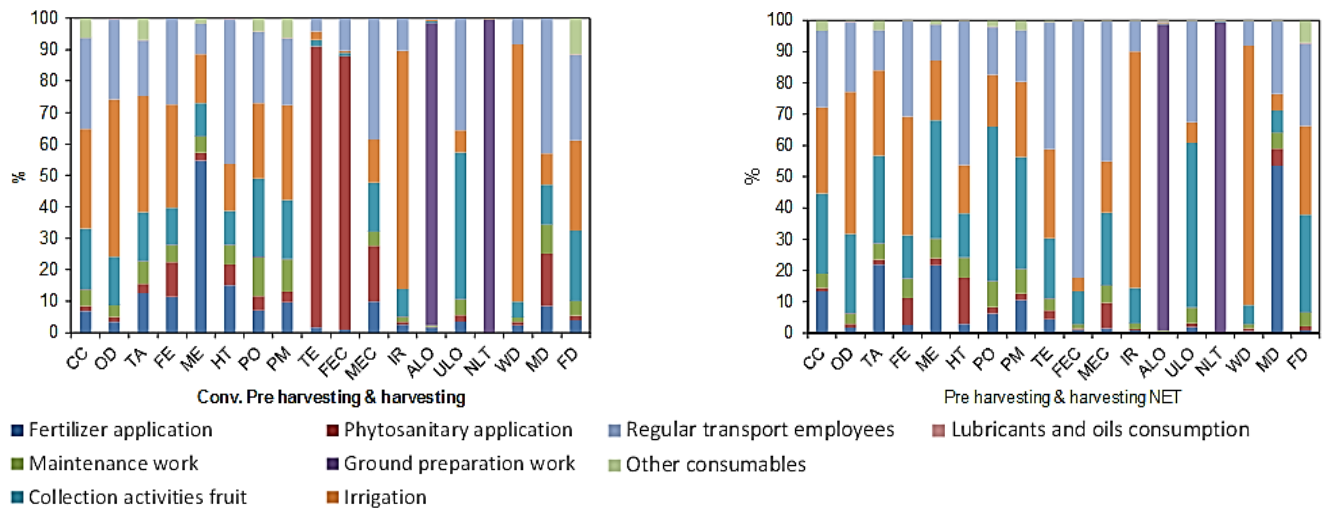 100
90
80
70
60
50
40
30
20
10
0
%
CC OD TA FE ME HT PO PM TE FEC MEC IR ALO ULO NLT WD MD FD
Conv. Pre harvesting & harvesting
100
90
80
70
60
50
40
30
20
10
0
%
CC OD TA FE ME HT PO PM TE FEC MEC IR ALO ULO NLT WD MD FD
Pre harvesting & harvesting NET
Fertilizer application
Phytosanitary application
Regular transport employees
Lubricants and oils consumption
Maintenance work
Ground preparation work
Other consumables
Collection activities fruit
Irrigation